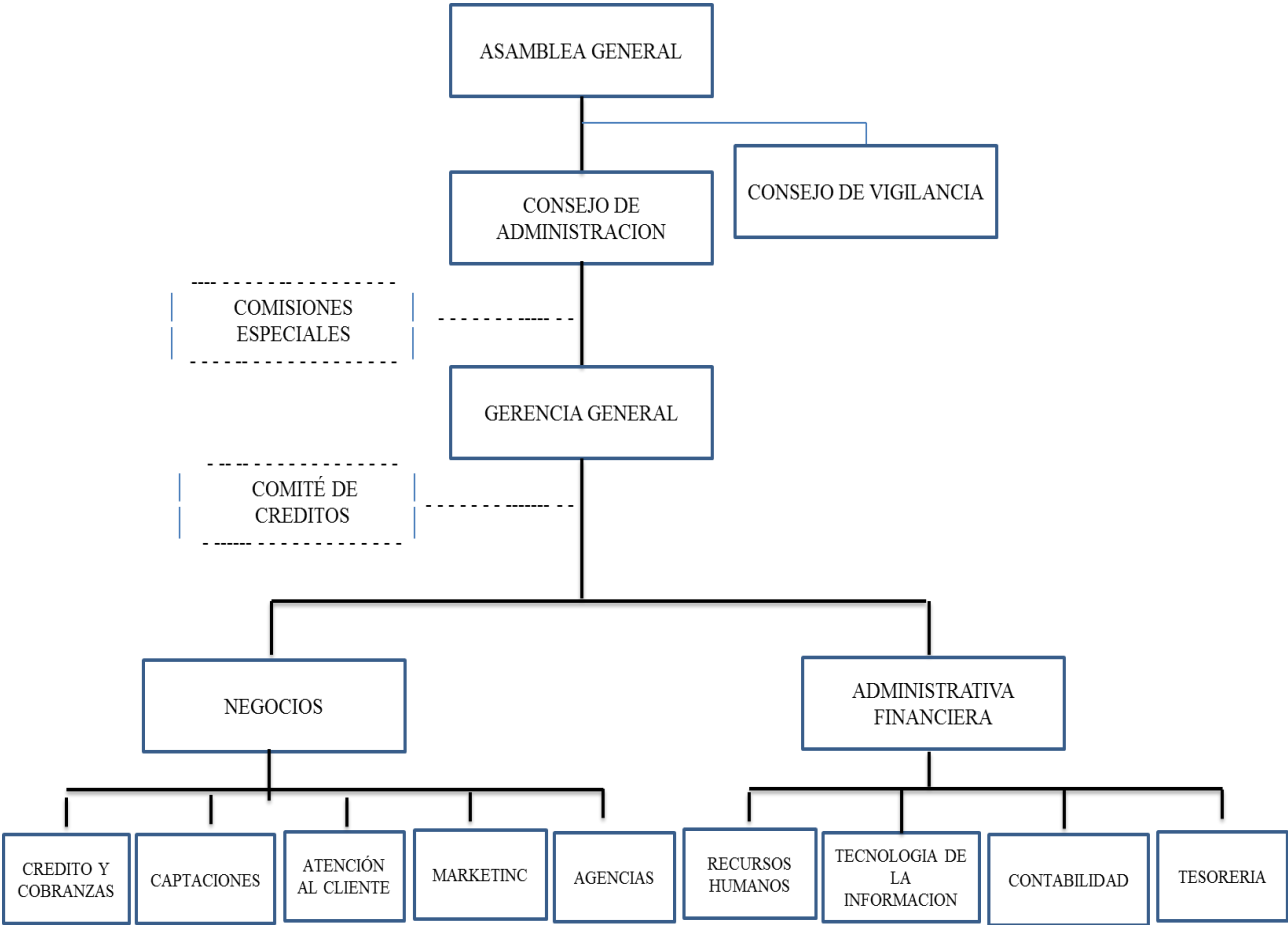 ASAMBLEA GENERAL
CONSEJO DE VIGILANCIA
CONSEJO DE
ADMINISTRACION
COMISIONES
ESPECIALES
GERENCIA GENERAL
COMITÉ DE
CREDITOS
NEGOCIOS
ADMINISTRATIVA
FINANCIERA
CREDITO Y
COBRANZAS
CAPTACIONES
ATENCIÓN
AL CLIENTE
MARKETINC
AGENCIAS
RECURSOS
HUMANOS
TECNOLOGIA DE
LA
INFORMACION
CONTABILIDAD
TESORERIA